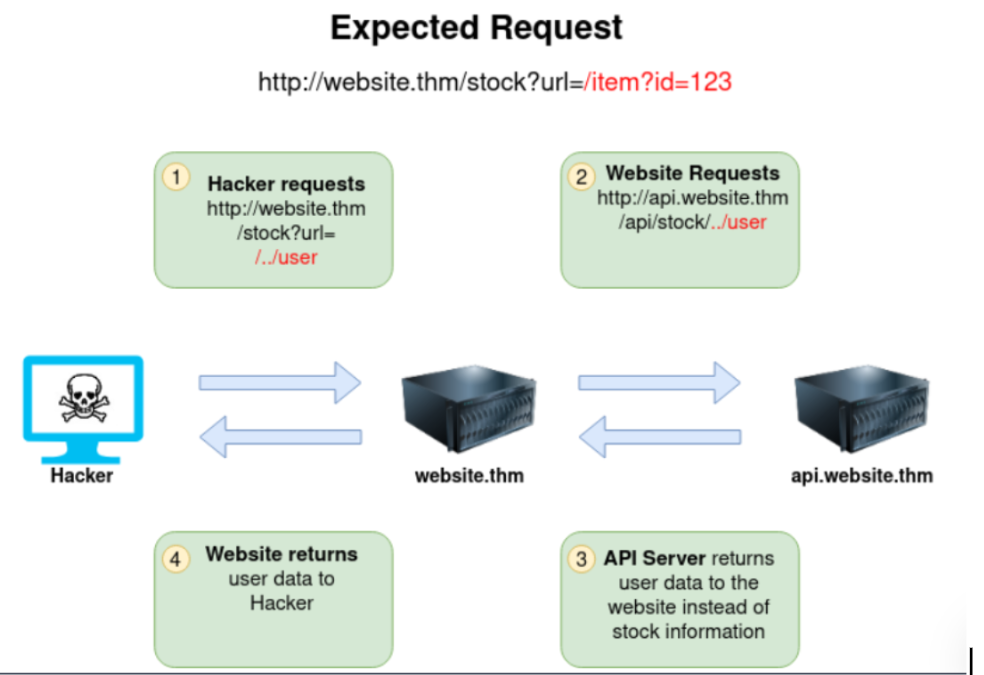 Expected Request
http://website.thm/stock?url=/item?id=123
1
Hacker requests
http://website.thm
/stock?url=
/../user
2
Website Requests
http://api.website.thm
/api/stock/../user
Hacker
website.thm
api.website.thm
4
Website returns
user data to
Hacker
3
API Server returns
user data to the
website instead of
stock information